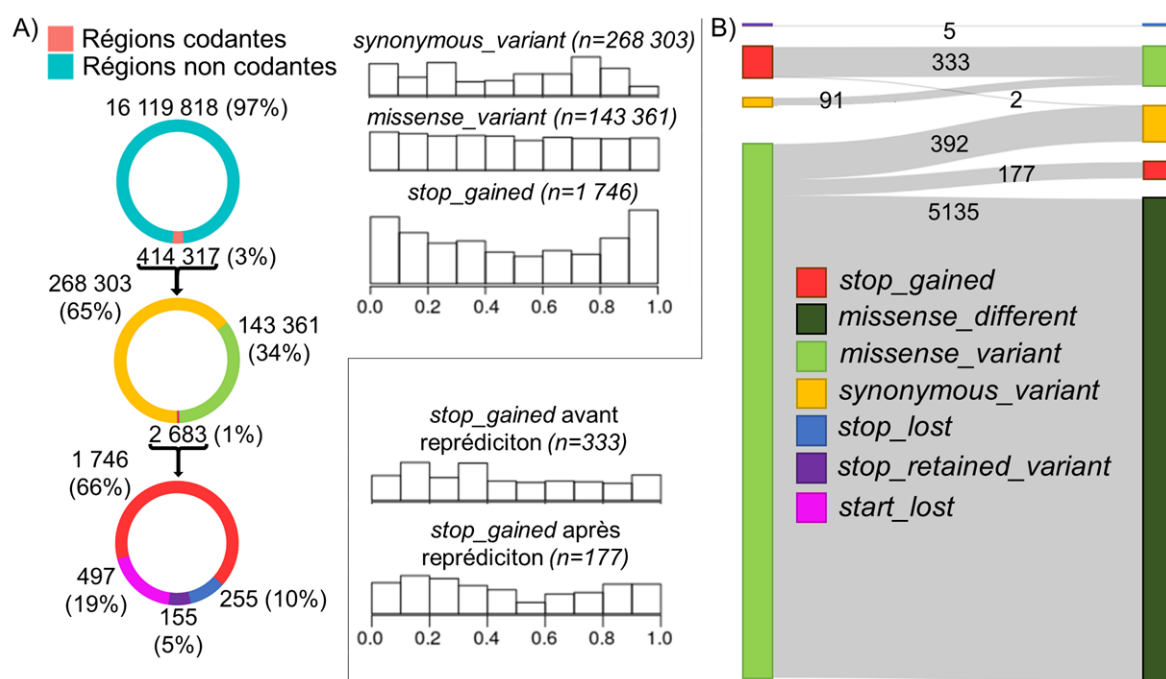 A)
Régions codantes
Régions non codantes
16 119 818 (97%)
414 317 (3%)
268 303
(65%)
143 361
(34%)
2 683 (1%)
1 746
(66%)
497
(19%)
155
(5%)
255 (10%)
synonymous_variant (n=268 303)
missense_variant (n=143 361)
stop_gained (n=1 746)
0.0 0.2 0.4 0.6 0.8 1.0
stop_gained avant
reprédiciton (n=333)
stop_gained après
reprédiciton (n=177)
0.0 0.2 0.4 0.6 0.8 1.0
B)
5
333
91
2
392
177
5135
stop_gained
missense_different
missense_variant
synonymous_variant
stop_lost
stop_retained_variant
start_lost